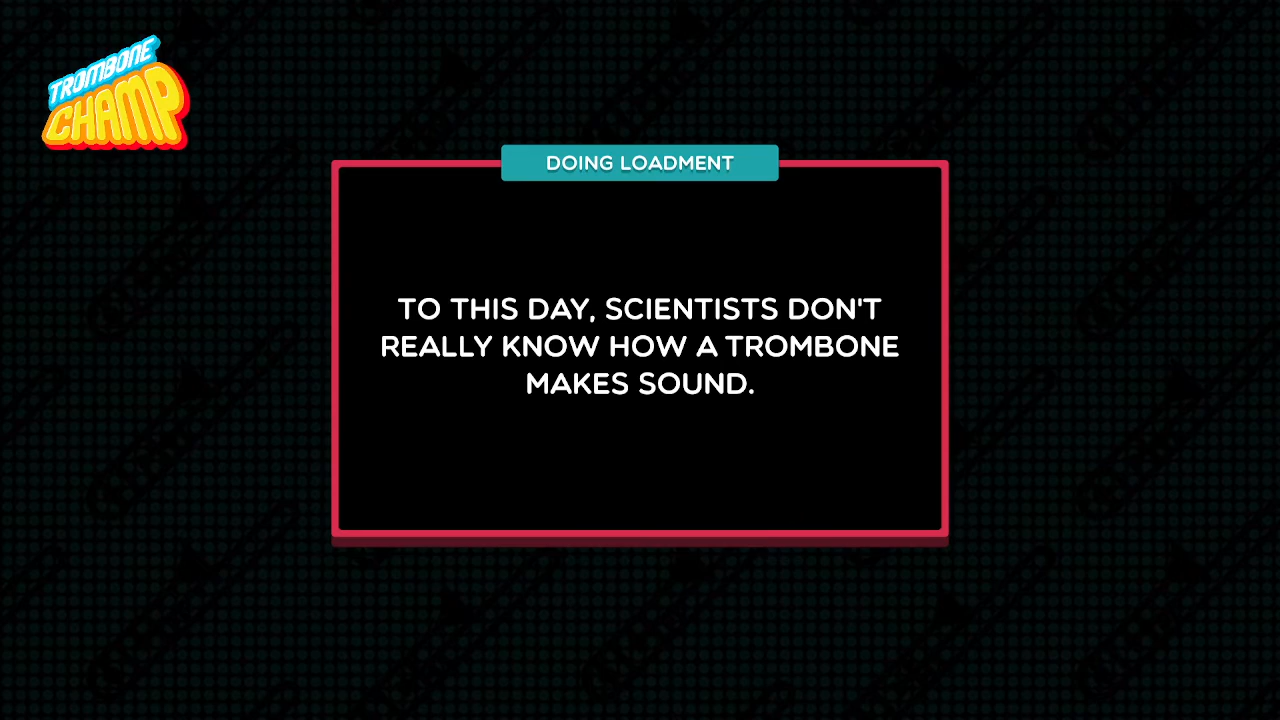 TROMBONE
CHAMP
DOING LOADMENT
TO THIS DAY, SCIENTISTS DON'T
REALLY KNOW HOW A TROMBONE
MAKES SOUND.